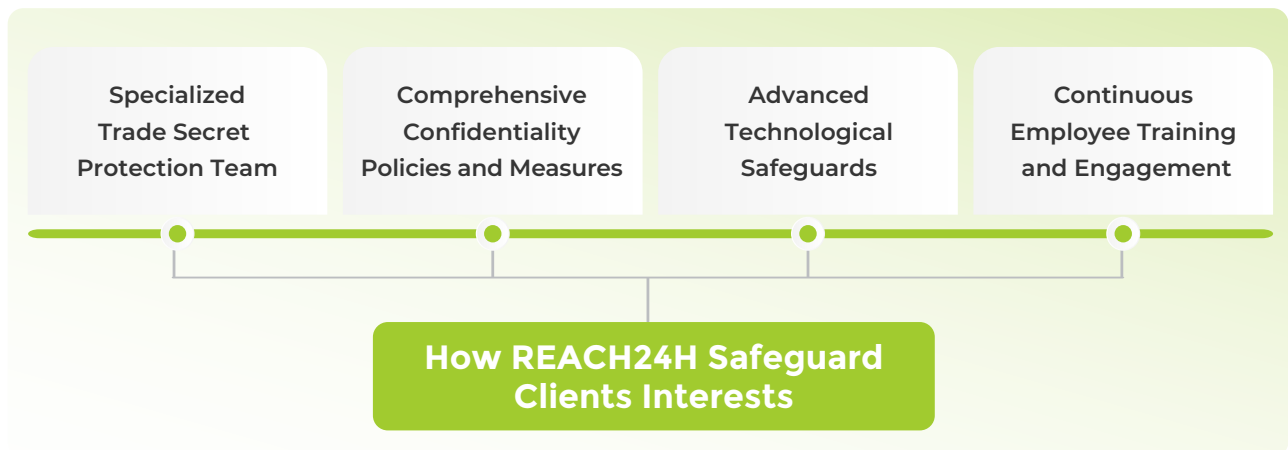 Specialized
Trade Secret
Protection Team
Comprehensive
Confidentiality
Policies and Measures
Advanced
Technological
Safeguards
Continuous
Employee Training
and Engagement
How REACH24H Safeguard
Clients Interests